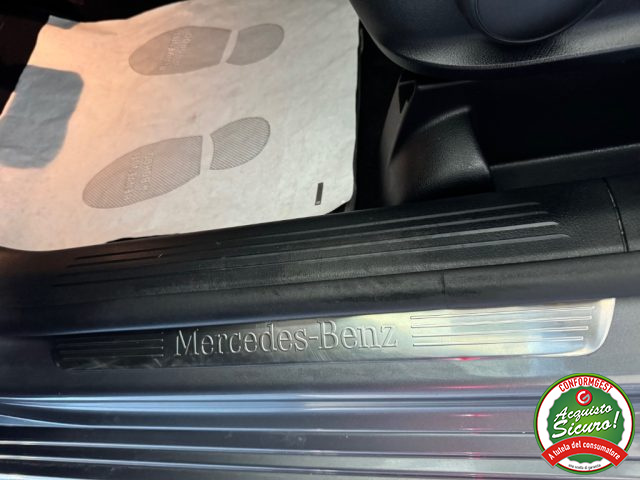 Mercedes-Benz
CONFORMGEST
Acquisto
Sicuro!
A tutela del consumatore